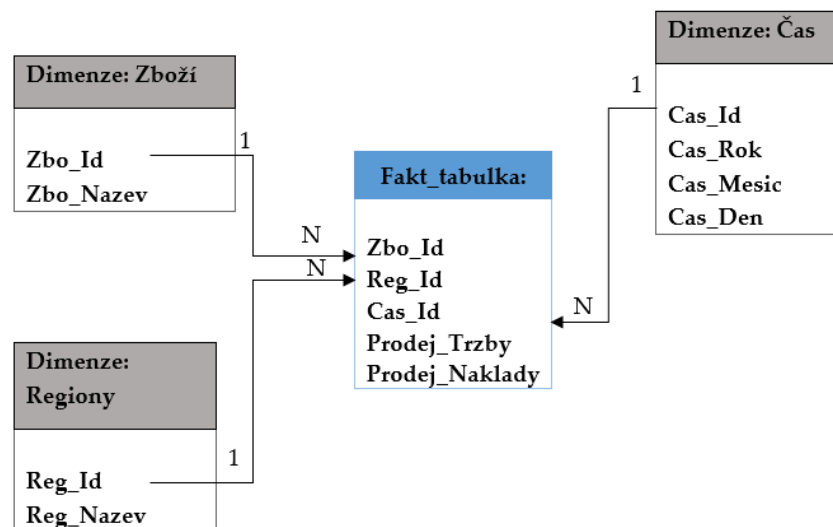 Dimenze: Zboží
Zbo_Id
Zbo_Nazev
1
N
Dimenze:
Regiony
Reg_Id
Reg_Nazev
1
N
Fakt_tabulka:
Zbo_Id
Reg_Id
Cas_Id
Prodej_Trzby
Prodej_Naklady
N
1
Dimenze: Čas
Cas_Id
Cas_Rok
Cas_Mesic
Cas_Den